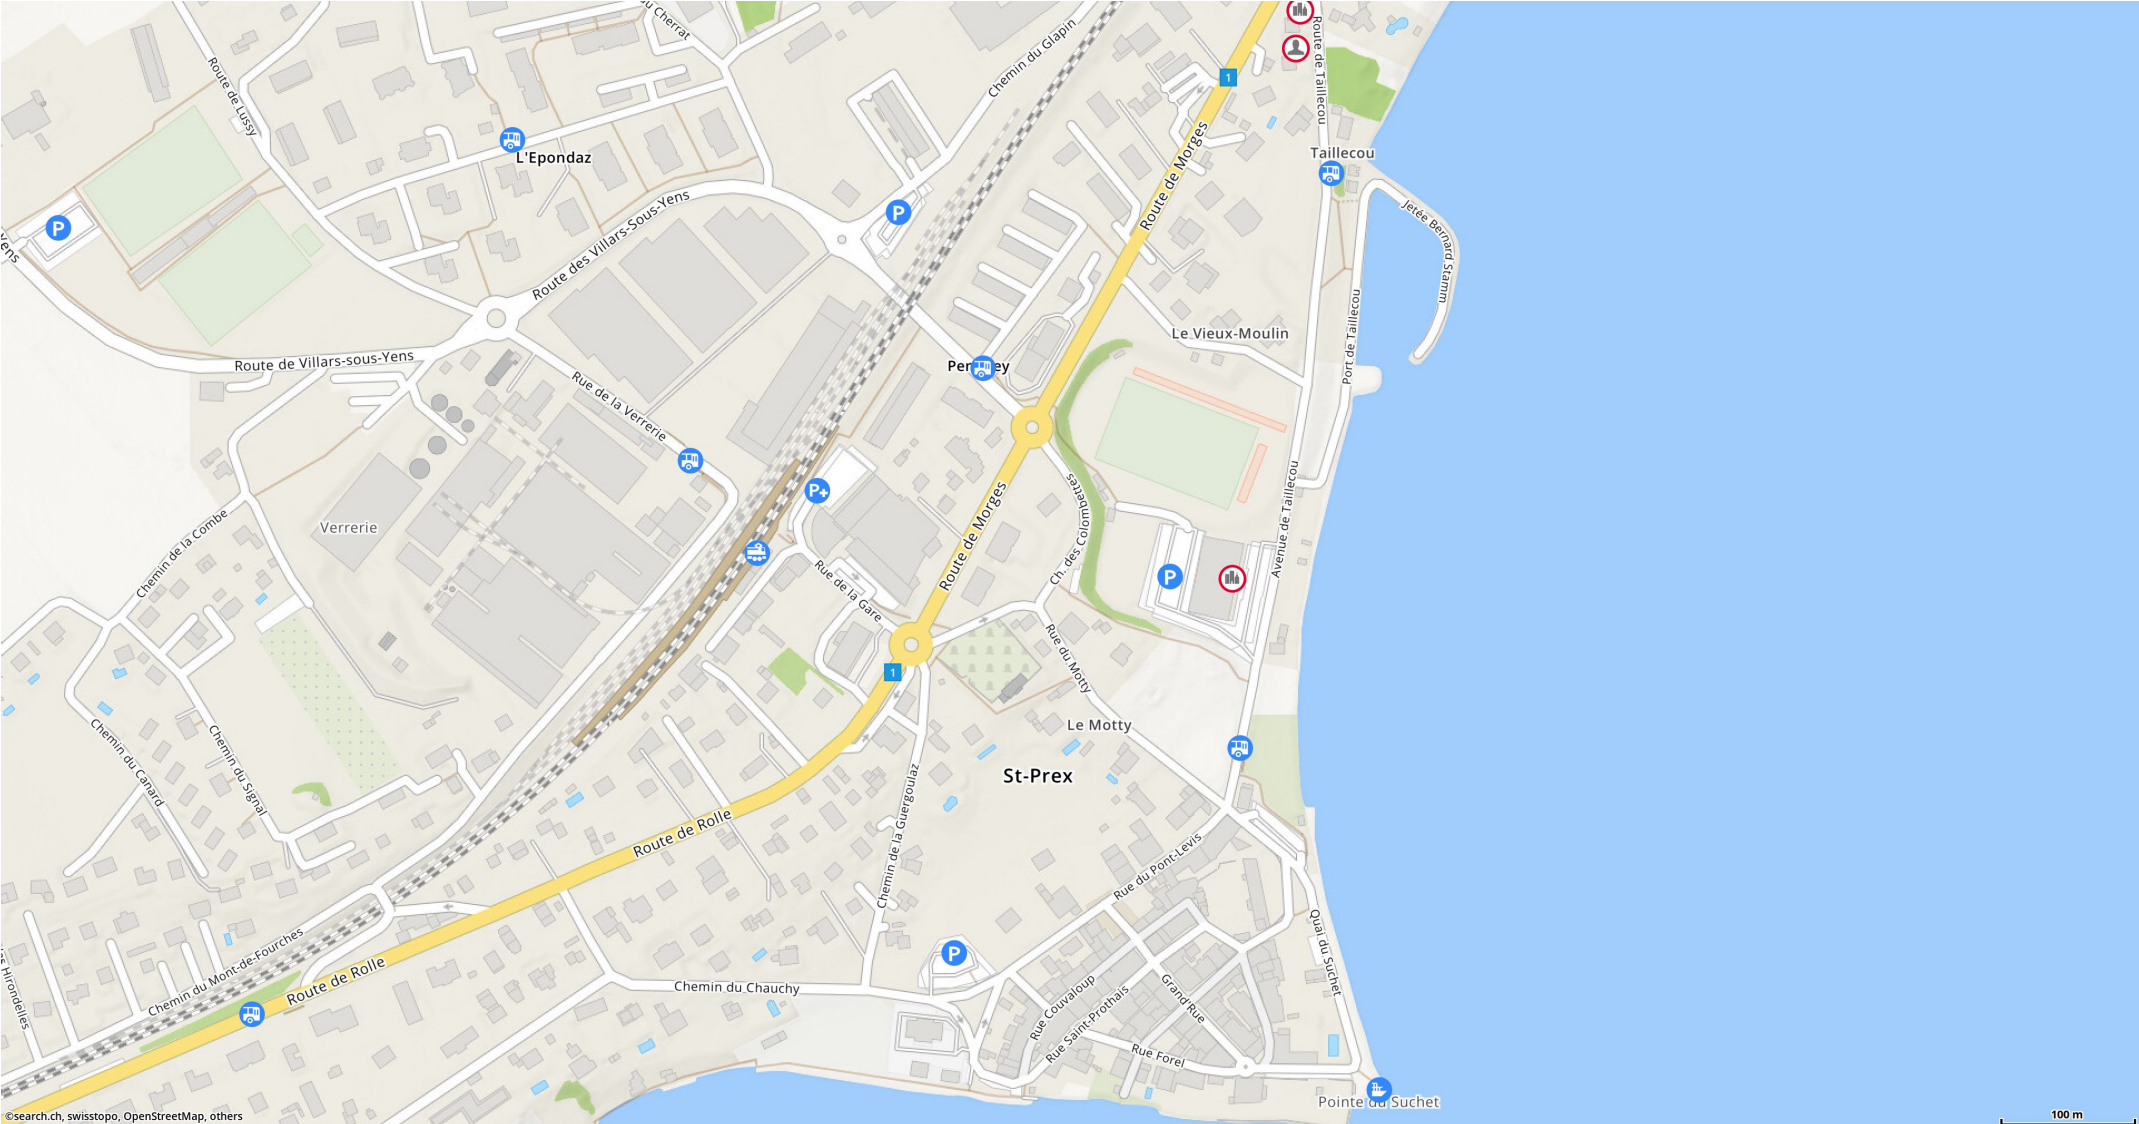 du Cherrat
Chemin du Glapin
Route de Taillecou
1
Route de Lussy
L'Epondaz
Taillecou
Route de Morges
Route des Villars-Sous-Yens
Jetée Bernard Stamm
P
P
Yens
Port de Taillecou
Le Vieux-Moulin
Route de Villars-sous-Yens
Rue de la Verrerie
P+
Route de Morges
Ch. des Colombettes
Avenue de Taillecou
Verrerie
Chemin de la Combe
Rue de la Gare
P
1
Rue du Motty
Le Motty
St-Prex
Chemin du Canard
Chemin du Signal
Route de Rolle
Chemin de la Guergoulaz
Rue du Pont-Levis
Quai du Suchet
P
Chemin du Mont-de-Fourches
Route de Rolle
Hirondelles
Chemin du Chauchy
Rue Couvaloup
Rue Saint-Prothais
Grand'Rue
Rue Forel
Pointe du Suchet
©search.ch, swisstopo, OpenStreetMap, others
100 m